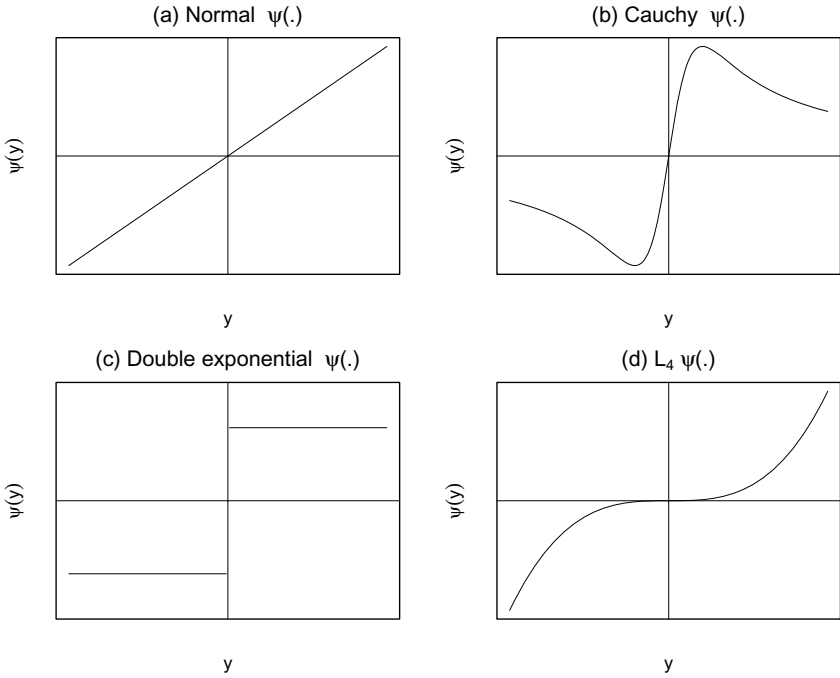 (a) Normal ψ(.)
ψ(y)
y
(b) Cauchy ψ(.)
ψ(y)
y
(c) Double exponential ψ(.)
ψ(y)
y
(d) L₄ ψ(.)
ψ(y)
y